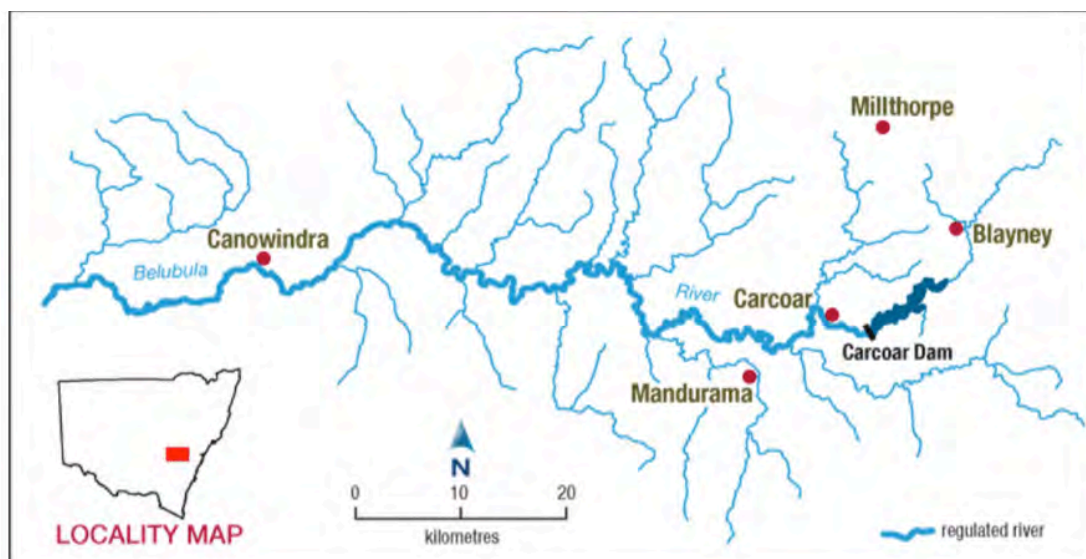 Millthorpe
Blayney
Canowindra
Belubula
River
Carcoar
Carcoar Dam
Mandurama
N
0 10 20
kilometres
LOCALITY MAP
regulated river